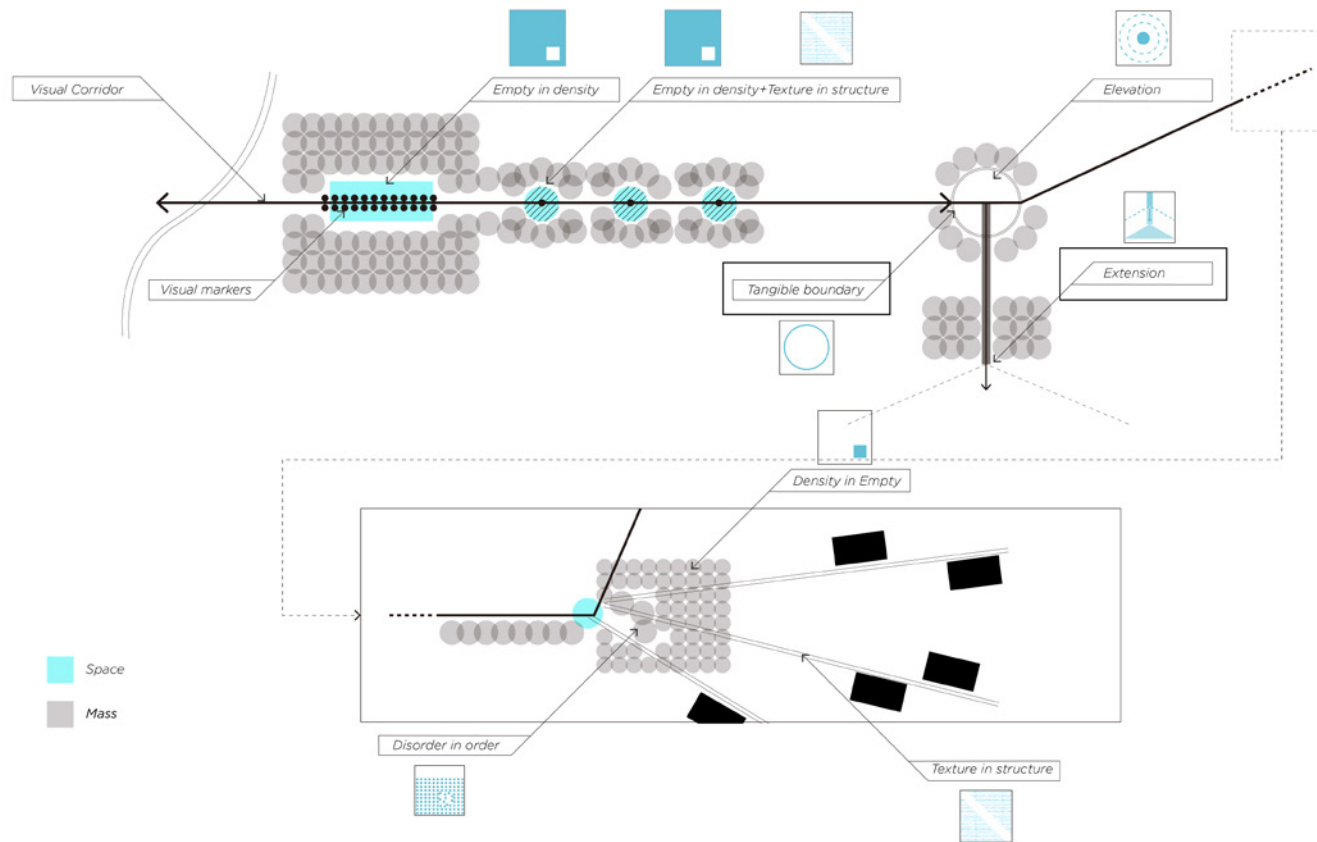 Visual Corridor
Empty in density
Empty in density+Texture in structure
Elevation
Visual markers
Tangible boundary
Extension
Density in Empty
Space
Mass
Disorder in order
Texture in structure